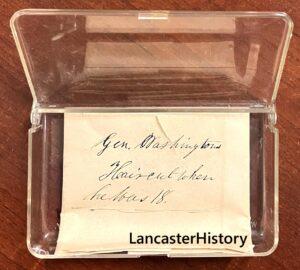 Gen Washingtons
Hair cut when
he was 18.
LancasterHistory